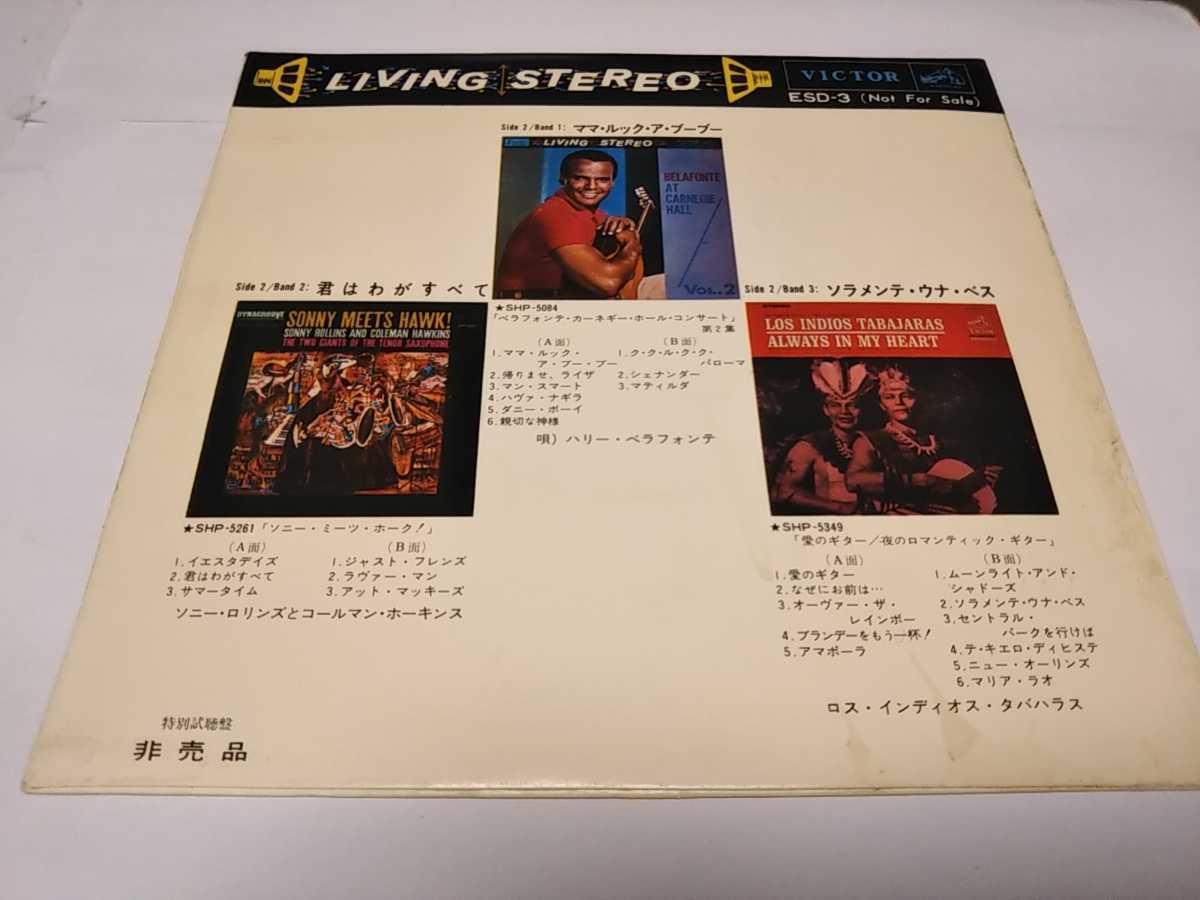 LIVING STEREO
VICTOR
ESD-3 (Not For Sale)
Side 2/Band 1: ママ・ルック・ア・ブーブー
LIVING STEREO
BELAFONTE
AT
CARNEGIE
HALL
VOL..2
★SHP-5084
「ベラフォンテ・カーネギー・ホール・コンサート」
第2集
(A面)
1.ママ・ルック・
ア・ブー・ブー
2.帰りませ、ライザ
3.マン・スマート
4.ハヴァ・ナギラ
5.ダニー・ボーイ
6.親切な神様
(B面)
1.ク・ク・ル・ク・ク・
パローマ
2.シェナンダー
3.マティルダ
唄) ハリー・ベラフォンテ
Side 2/Band 2: 君はわがすべて
DYNAGROOVE
SONNY MEETS HAWK!
SONNY ROLLINS AND COLEMAN HAWKINS
THE TWO GIANTS OF THE TENOR SAXOPHONE
★SHP-5261「ソニー・ミーツ・ホーク!」
(A面)
1.イエスタデイズ
2.君はわがすべて
3.サマータイム
(B面)
1.ジャスト・フレンズ
2.ラヴァー・マン
3.アット・マッキーズ
ソニー・ロリンズとコールマン・ホーキンス
Side 2/Band 3: ソラメンテ・ウナ・ベス
LOS INDIOS TABAJARAS
ALWAYS IN MY HEART
★SHP-5349
「愛のギター/夜のロマンティック・ギター」
(A面)
1.愛のギター
2.なぜにお前は…
3.オーヴァー・ザ・
レインボー
4.ブランデーをもう一杯!
5.アマポーラ
(B面)
1.ムーンライト・アンド・
シャドーズ
2.ソラメンテ・ウナ・ベス
3.セントラル・
パークを行けば
4.テ・キエロ・ディヒステ
5.ニュー・オーリンズ
6.マリア・ラオ
ロス・インディオス・タバハラス
特別試聴盤
非売品